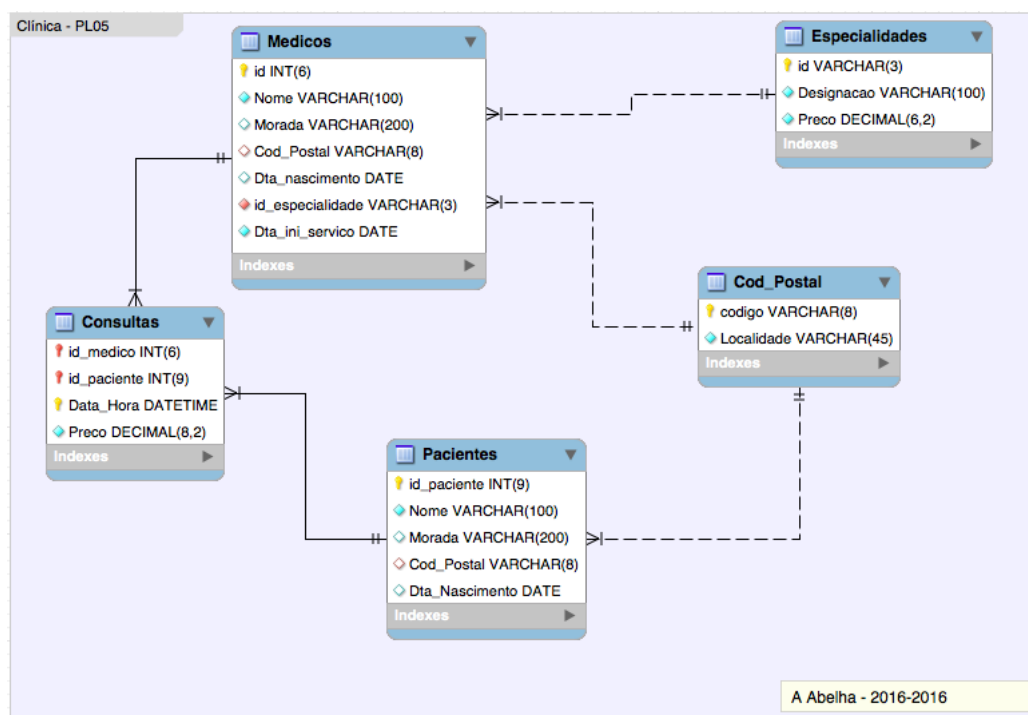 Clínica - PL05
Medicos
id INT(6)
Nome VARCHAR(100)
Morada VARCHAR(200)
Cod_Postal VARCHAR(8)
Dta_nascimento DATE
id_especialidade VARCHAR(3)
Dta_ini_servico DATE
Indexes
Especialidades
id VARCHAR(3)
Designacao VARCHAR(100)
Preco DECIMAL(6,2)
Indexes
Cod_Postal
codigo VARCHAR(8)
Localidade VARCHAR(45)
Indexes
Consultas
id_medico INT(6)
id_paciente INT(9)
Data_Hora DATETIME
Preco DECIMAL(8,2)
Indexes
Pacientes
id_paciente INT(9)
Nome VARCHAR(100)
Morada VARCHAR(200)
Cod_Postal VARCHAR(8)
Dta_Nascimento DATE
Indexes
A Abelha - 2016-2016